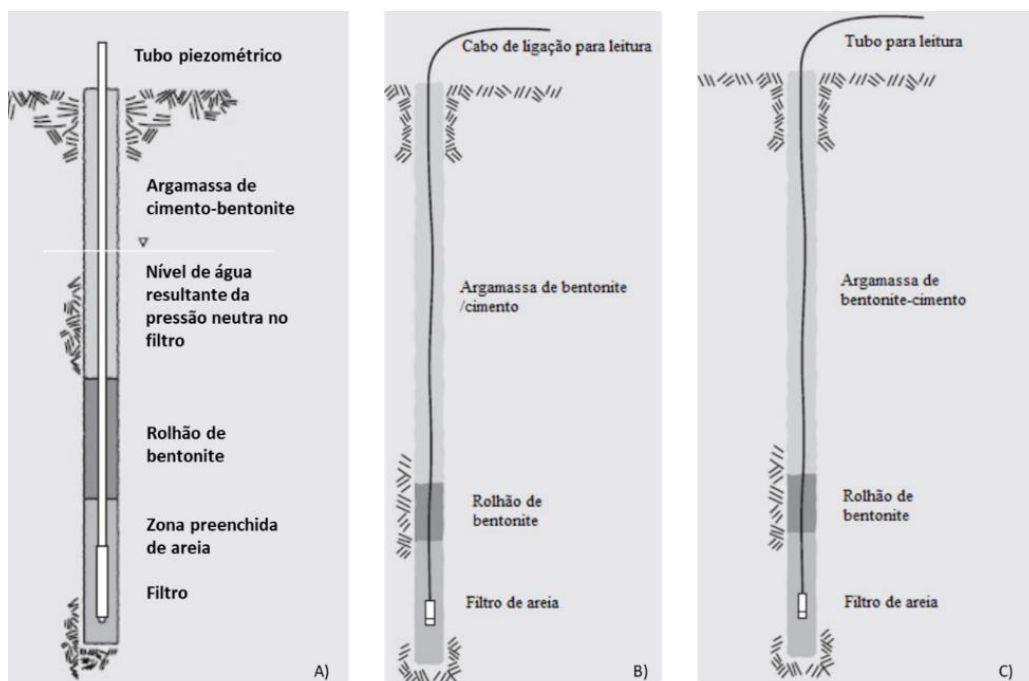 Tubo piezométrico
Argamassa de
cimento-bentonite
Nível de água
resultante da
pressão neutra no
filtro
Rolhão de
bentonite
Zona preenchida
de areia
Filtro
A)
Cabo de ligação para leitura
Argamassa de bentonite
/cimento
Rolhão de
bentonite
Filtro de areia
B)
Tubo para leitura
Argamassa de
bentonite-cimento
Rolhão de
bentonite
Filtro de areia
C)